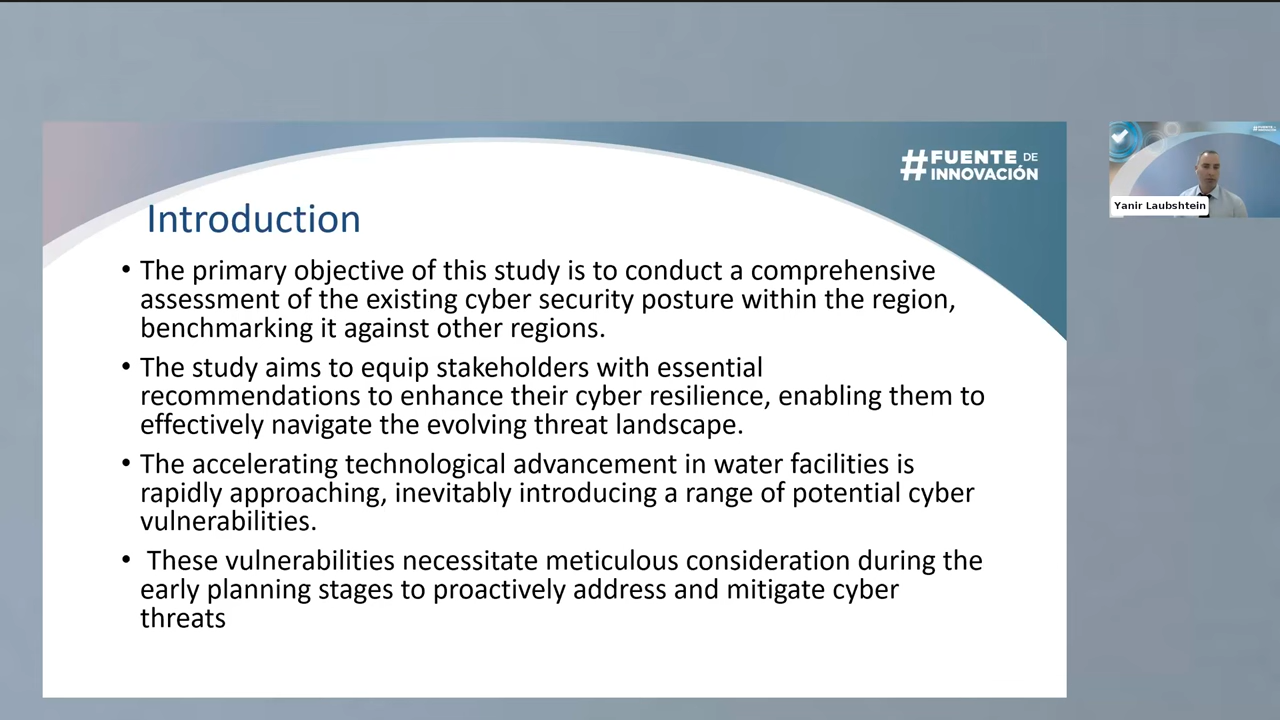 #FUENTE DE
INNOVACIÓN
Introduction
• The primary objective of this study is to conduct a comprehensive
assessment of the existing cyber security posture within the region,
benchmarking it against other regions.
• The study aims to equip stakeholders with essential
recommendations to enhance their cyber resilience, enabling them to
effectively navigate the evolving threat landscape.
• The accelerating technological advancement in water facilities is
rapidly approaching, inevitably introducing a range of potential cyber
vulnerabilities.
• These vulnerabilities necessitate meticulous consideration during the
early planning stages to proactively address and mitigate cyber
threats
#FUENTE DE
INNOVACIÓN
Yanir Laubshtein